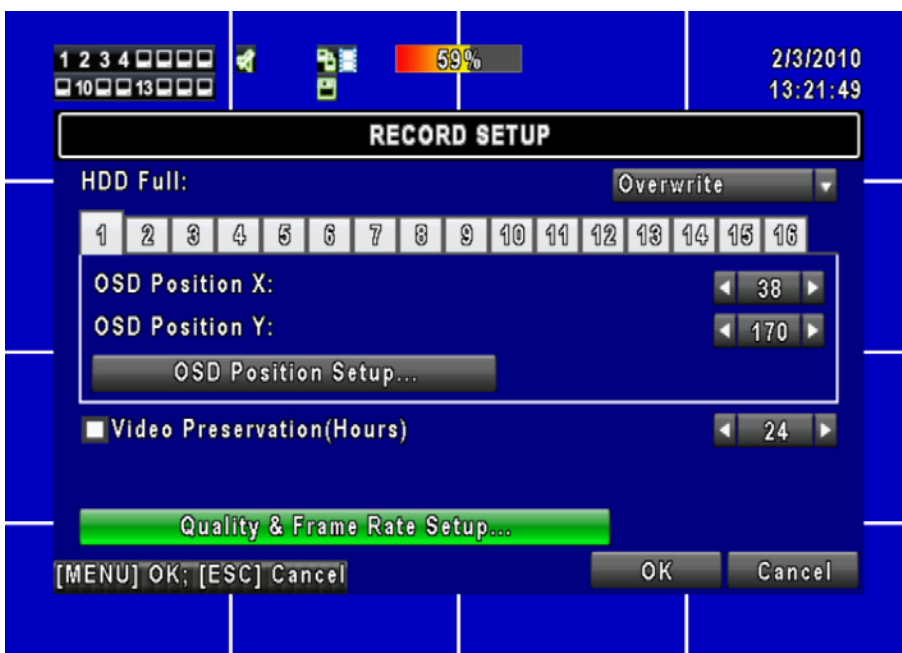 1 2 3 4
59%
2/3/2010
10 13
13:21:49
RECORD SETUP
HDD Full:
Overwrite
1 2 3 4 5 6 7 8 9 10 11 12 13 14 15 16
OSD Position X:
38
OSD Position Y:
170
OSD Position Setup...
Video Preservation(Hours)
24
Quality & Frame Rate Setup...
[MENU] OK; [ESC] Cancel
OK
Cancel